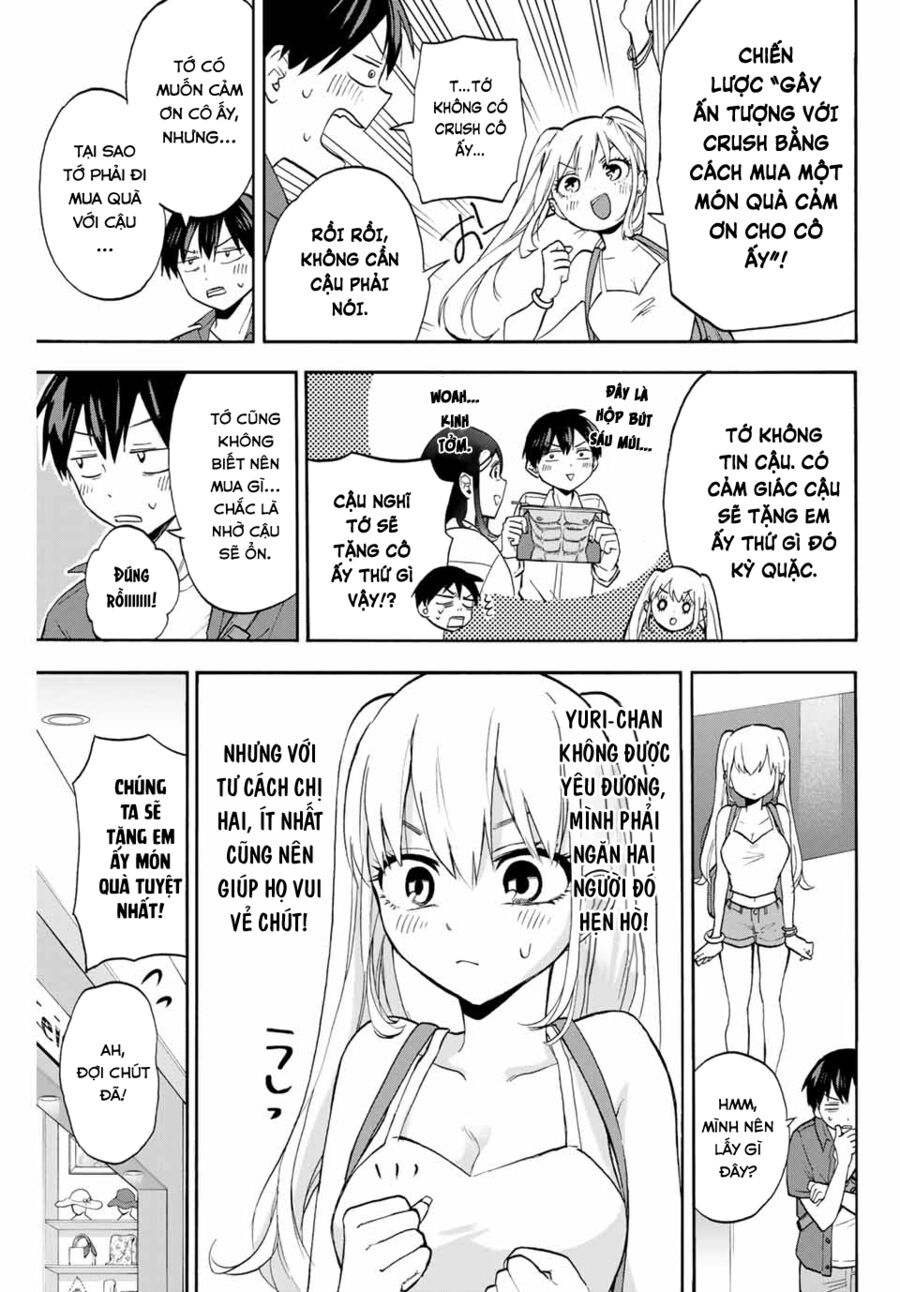 CHIẾN
LƯỢC "GÂY
ẤN TƯỢNG VỚI
CRUSH BẰNG
CÁCH MUA MỘT
MÓN QUÀ CẢM
ƠN CHO CÔ
ẤY"!
T...TỚ
KHÔNG CÓ
CRUSH CÔ
ẤY...
お
RỒI RỒI,
KHÔNG CẦN
CẬU PHẢI
NÓI.
TỚ CÓ
MUỐN CẢM
ƠN CÔ ẤY,
NHƯNG...
TẠI SAO
TỚ PHẢI ĐI
MUA QUÀ
VỚI CẬU
...
TỚ KHÔNG
TIN CẬU. CÓ
CẢM GIÁC CẬU
SẼ TẶNG EM
ẤY THỨ GÌ ĐÓ
KỲ QUẶC.
ĐÂY LÀ
HỘP BÚT
SÁU MÚI...
WOAH...
KINH
TỞM.
CẬU NGHĨ
TỚ SẼ
TẶNG CÔ
ẤY THỨ GÌ
VẬY!?
TỚ CŨNG
KHÔNG
BIẾT NÊN
MUA GÌ...
CHẮC LÀ
NHỜ CẬU
SẼ ỔN.
ĐÚNG
RỒIIIIIII!
HMM,
MÌNH NÊN
LẤY GÌ
ĐÂY?
YURI-CHAN
KHÔNG ĐƯỢC
YÊU ĐƯƠNG,
MÌNH PHẢI
NGĂN HAI
NGƯỜI ĐÓ
HẸN HÒ!
NHƯNG VỚI
TƯ CÁCH CHỊ
HAI, ÍT NHẤT
CŨNG NÊN
GIÚP HỌ VUI
VẺ CHÚT!
CHÚNG
TA SẼ
TẶNG EM
ẤY MÓN
QUÀ TUYỆT
NHẤT!
AH,
ĐỢI CHÚT
ĐÃ!